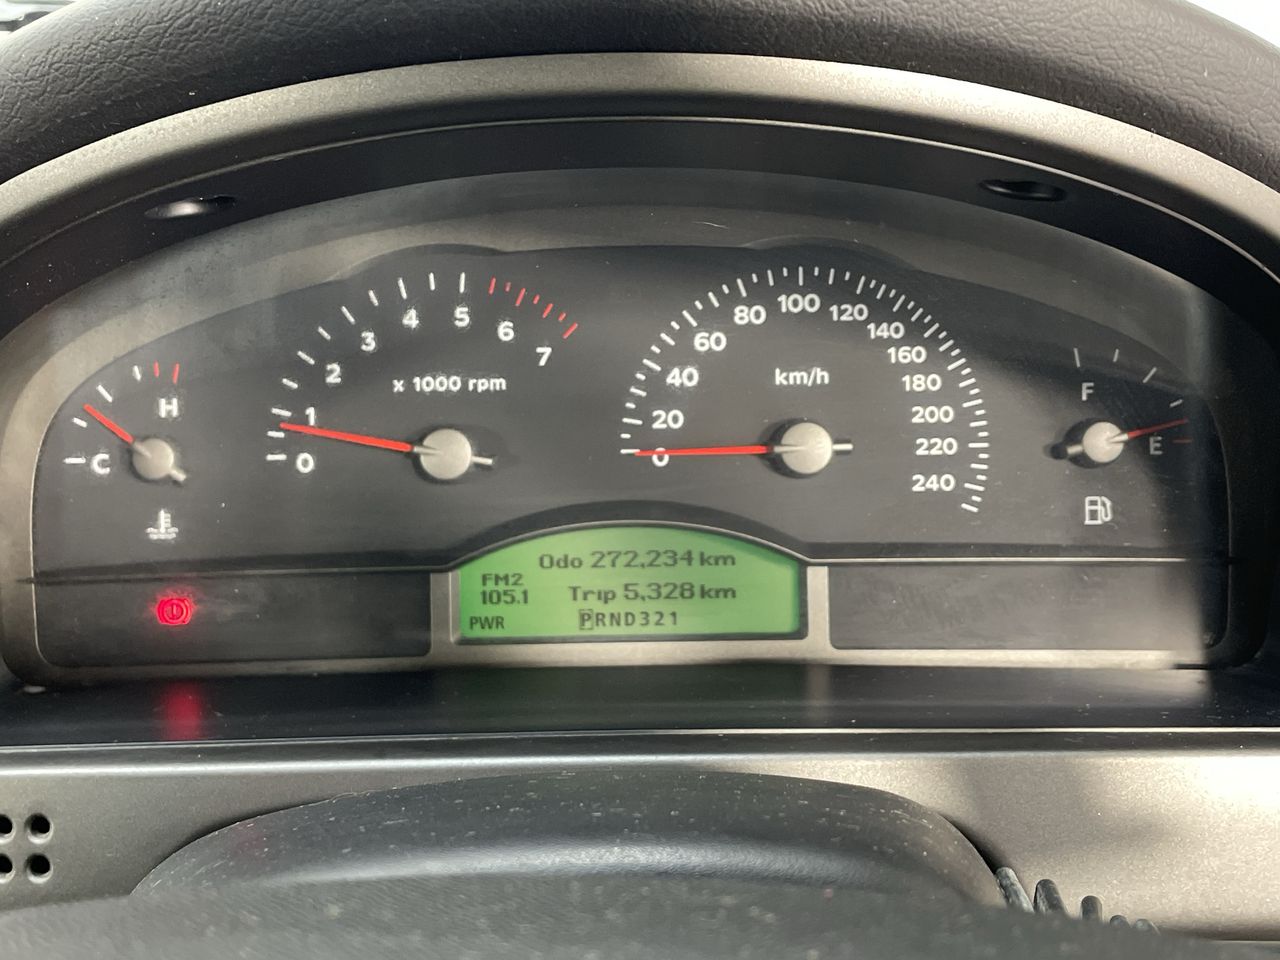 H
C
0
1
2
3
4
5
6
7
x 1000 rpm
0
20
40
60
80
100
120
140
160
180
200
220
240
km/h
F
E
Odo 272,234 km
FM2
105.1
Trip 5,328 km
PWR
PRND321